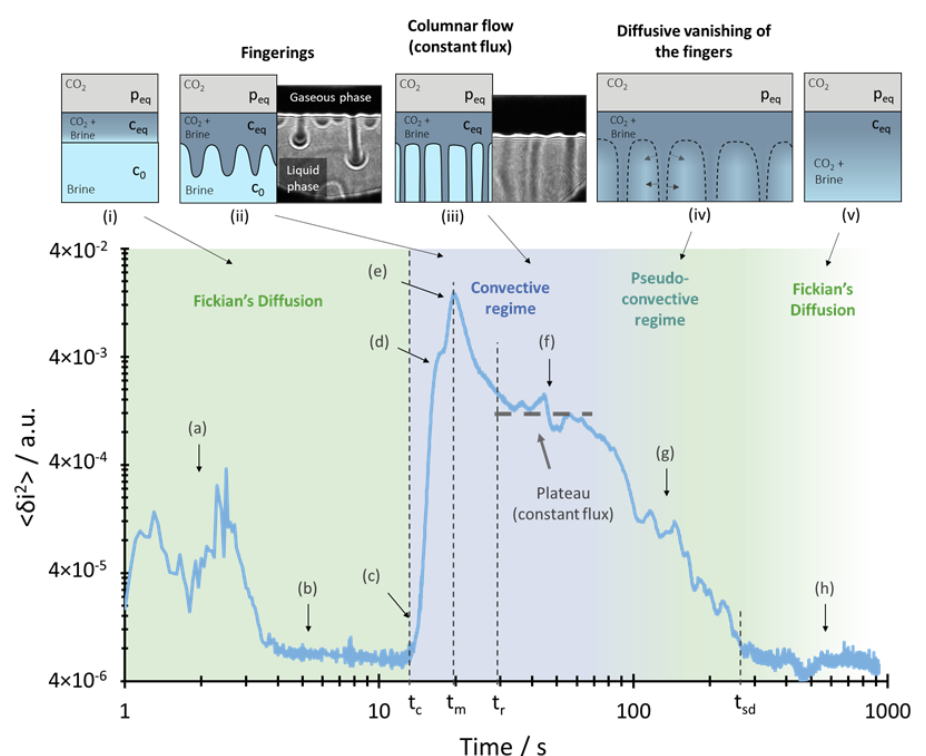 Fingerings
Columnar flow
(constant flux)
Diffusive vanishing of
the fingers
CO2
peq
CO2 +
Brine
ceq
c0
Brine
(i)
CO2
peq
CO2 +
Brine
ceq
Brine
c0
Gaseous phase
Liquid
phase
(ii)
CO2
peq
CO2 +
Brine
ceq
(iii)
peq
(iv)
CO2
peq
ceq
CO2 +
Brine
(v)
Fickian's Diffusion
Convective
regime
Pseudo-
convective
regime
Fickian's
Diffusion
(a)
(b)
(c)
(d)
(e)
(f)
(g)
(h)
Plateau
(constant flux)
<δi²> / a.u.
4×10-2
4×10-3
4×10-4
4×10-5
4×10-6
1
10
tc
tm
tr
100
tsd
1000
Time / s